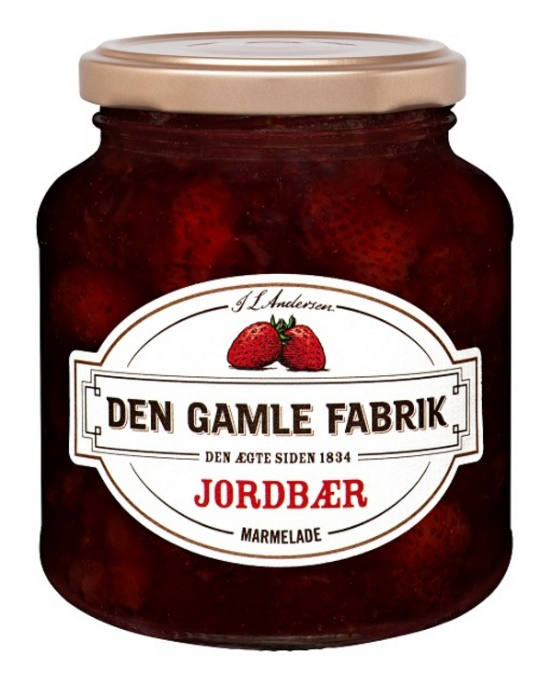 J L Andersen.
DEN GAMLE FABRIK
DEN ÆGTE SIDEN 1834
JORDBÆR
MARMELADE